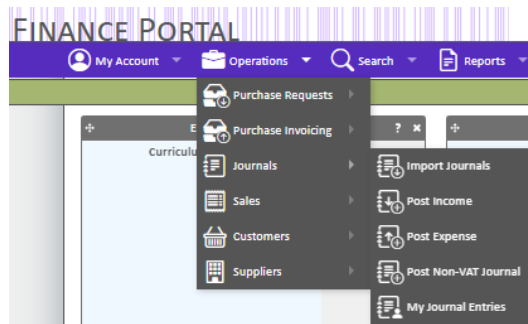 FINANCE PORTAL
My Account
Operations
Search
Reports
Purchase Requests
Purchase Invoicing
Journals
Sales
Customers
Suppliers
E
? ×
Curriculu
Import Journals
Post Income
Post Expense
Post Non-VAT Journal
My Journal Entries